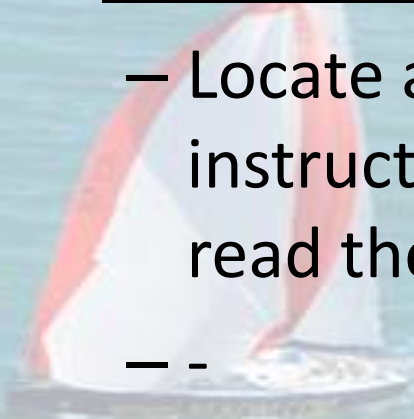 – Locate a
instruct
read the
– -